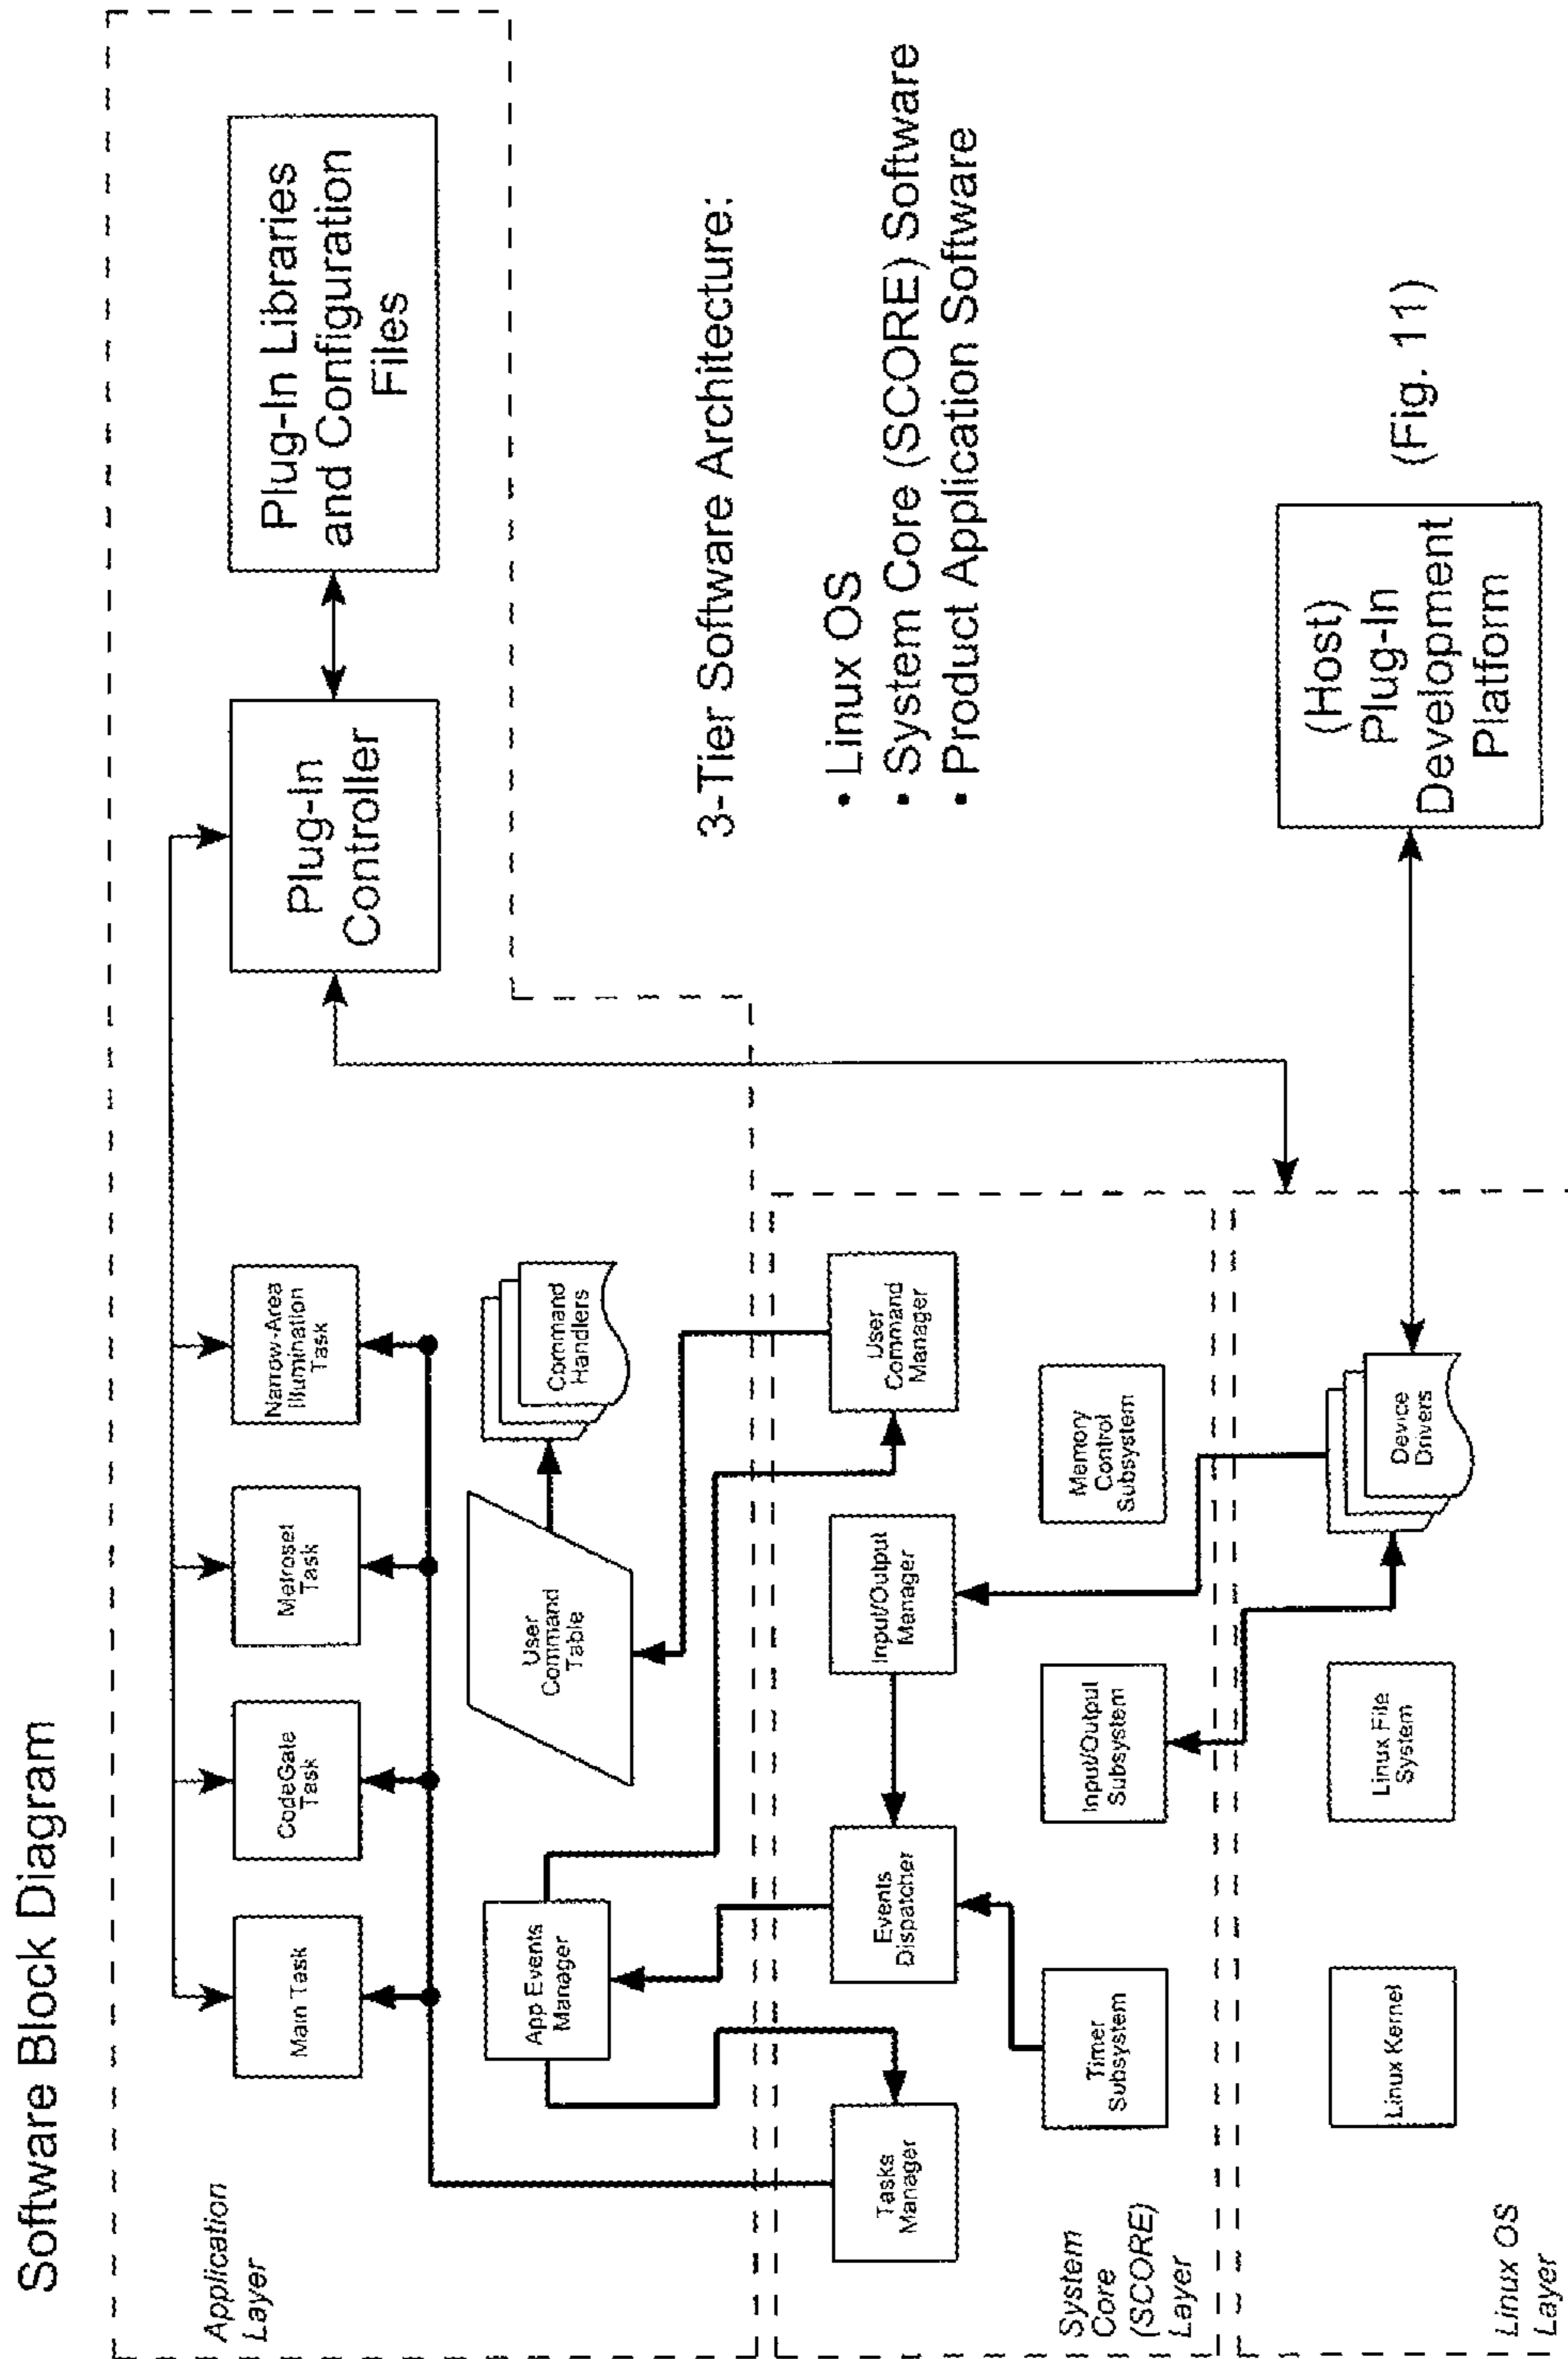 Software Block Diagram
Application
Layer
Main Task
CodeGate
Task
Metroset
Task
Narrow-Area
Illumination
Task
Plug-In
Controller
Plug-In Libraries
and Configuration
Files
App Events
Manager
User
Command
Table
Command
Handlers
3-Tier Software Architecture:
• Linux OS
• System Core (SCORE) Software
• Product Application Software
Tasks
Manager
Events
Dispatcher
Input/Output
Manager
User
Command
Manager
System
Core
(SCORE)
Layer
Timer
Subsystem
Input/Output
Subsystem
Memory
Control
Subsystem
Linux OS
Layer
Linux Kernel
Linux File
System
Device
Drivers
(Host)
Plug-In
Development
Platform
(Fig. 11)